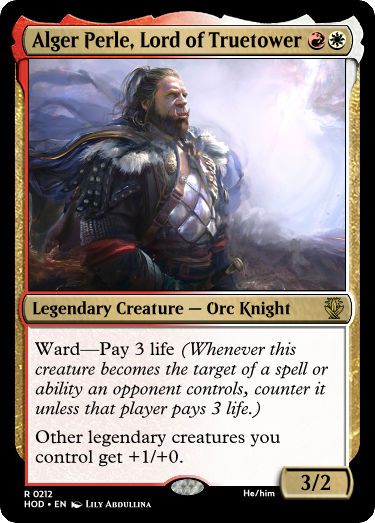 Alger Perle, Lord of Truetower
Legendary Creature — Orc Knight
Ward—Pay 3 life (Whenever this
creature becomes the target of a spell or
ability an opponent controls, counter it
unless that player pays 3 life.)
Other legendary creatures you
control get +1/+0.
3/2
R 0212
HOD • EN Lily Abdullina
He/him